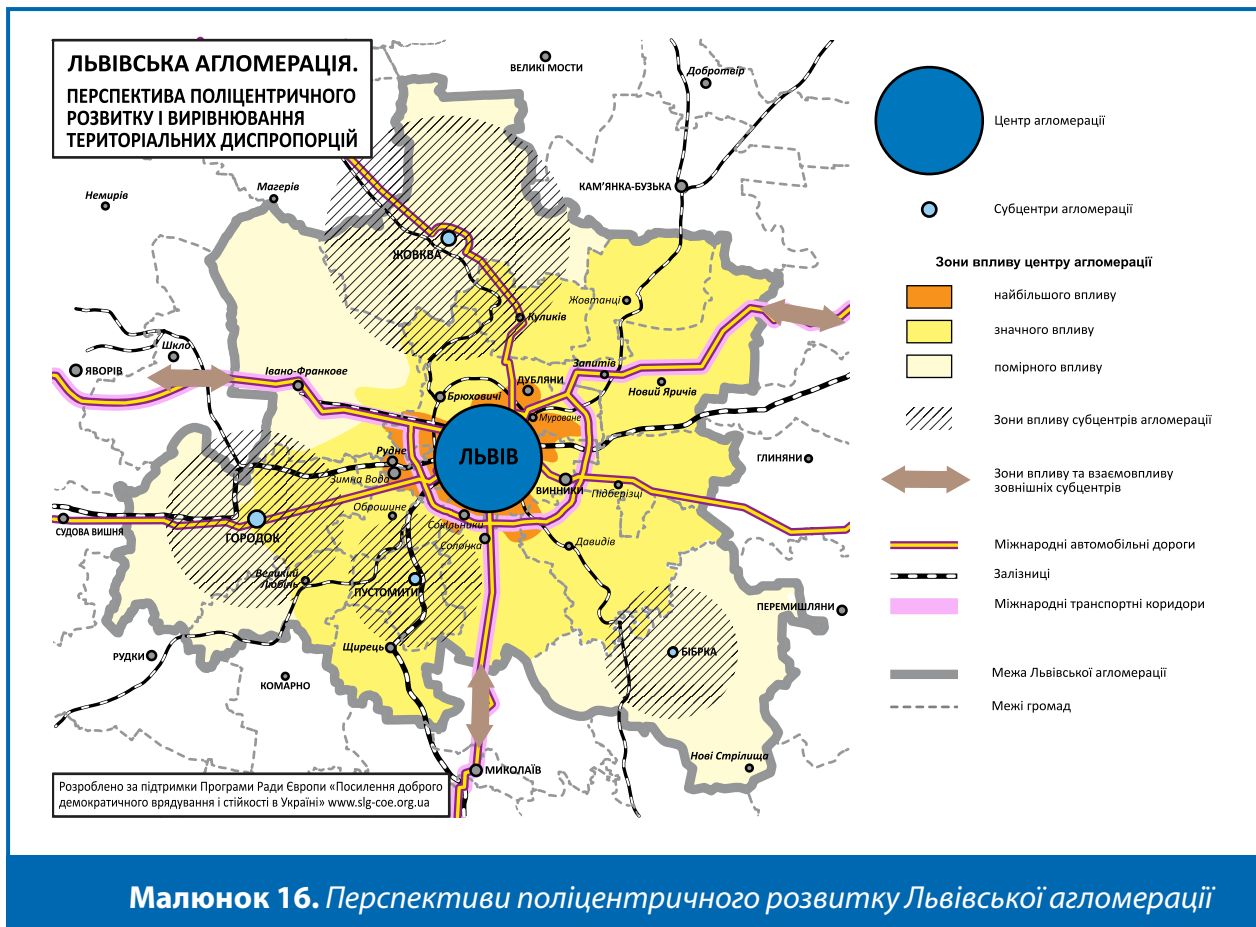 ЛЬВІВСЬКА АГЛОМЕРАЦІЯ.
ПЕРСПЕКТИВА ПОЛІЦЕНТРИЧНОГО
РОЗВИТКУ І ВИРІВНЮВАННЯ
ТЕРИТОРІАЛЬНИХ ДИСПРОПОРЦІЙ
ВЕЛИКІ МОСТИ
Добротвір
КАМ'ЯНКА-БУЗЬКА
Немирів
Магерів
ЖОВКВА
Жовтанці
Куликів
Шкло
ЯВОРІВ
Івано-Франкове
Запитів
ДУБЛЯНИ
Новий Яричів
Брюховичі
Муроване
ЛЬВІВ
Рудне
Зимна Вода
ГЛИНЯНИ
ВИННИКИ
Підберізці
Оброшине
СУДОВА ВИШНЯ
ГОРОДОК
Сокільники
Солонка
Давидів
Великий
Любінь
ПУСТОМИТИ
ПЕРЕМИШЛЯНИ
Щирець
БІБРКА
РУДКИ
КОМАРНО
Нові Стрілища
МИКОЛАЇВ
Розроблено за підтримки Програми Ради Європи «Посилення доброго
демократичного врядування і стійкості в Україні» www.slg-coe.org.ua
Центр агломерації
Субцентри агломерації
Зони впливу центру агломерації
найбільшого впливу
значного впливу
помірного впливу
Зони впливу субцентрів агломерації
Зони впливу та взаємовпливу
зовнішніх субцентрів
Міжнародні автомобільні дороги
Залізниці
Міжнародні транспортні коридори
Межа Львівської агломерації
Межі громад
Малюнок 16. Перспективи поліцентричного розвитку Львівської агломерації